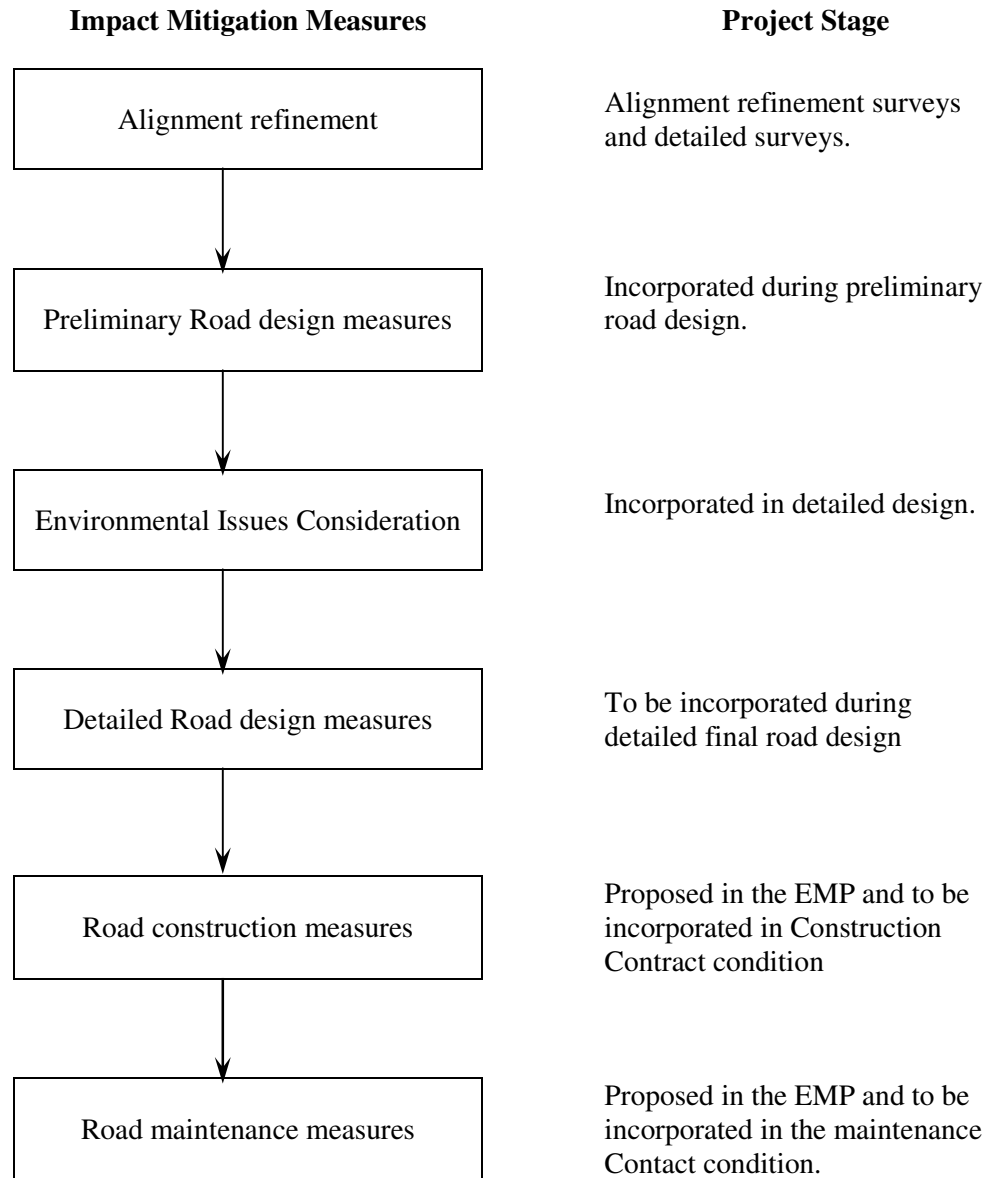 Impact Mitigation Measures
Project Stage
Alignment refinement
Alignment refinement surveys
and detailed surveys.
Preliminary Road design measures
Incorporated during preliminary
road design.
Environmental Issues Consideration
Incorporated in detailed design.
Detailed Road design measures
To be incorporated during
detailed final road design
Road construction measures
Proposed in the EMP and to be
incorporated in Construction
Contract condition
Road maintenance measures
Proposed in the EMP and to be
incorporated in the maintenance
Contact condition.